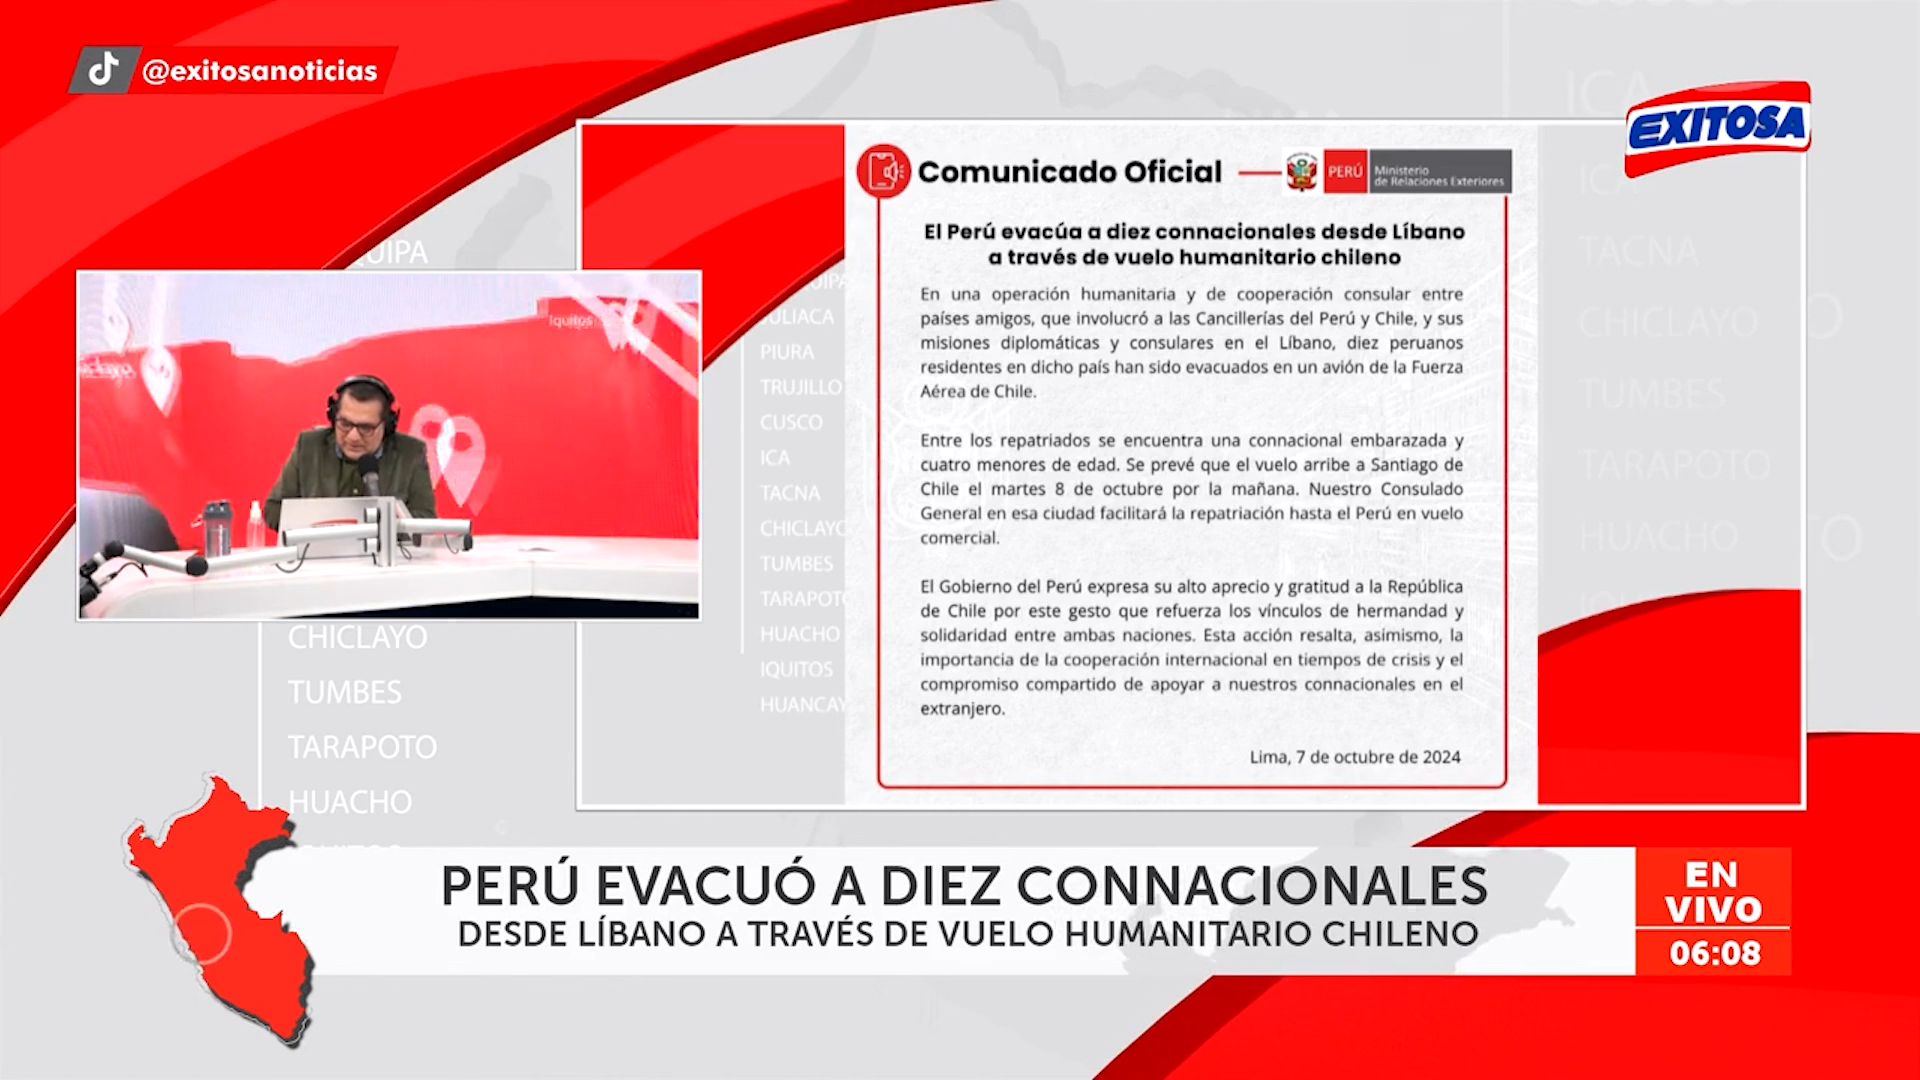 @exitosanoticias
EXITOSA
ICA
Comunicado Oficial
PERÚ
Ministerio
de Relaciones Exteriores
El Perú evacúa a diez connacionales desde Líbano
a través de vuelo humanitario chileno
En una operación humanitaria y de cooperación consular entre
países amigos, que involucró a las Cancillerías del Perú y Chile, y sus
misiones diplomáticas y consulares en el Líbano, diez peruanos
residentes en dicho país han sido evacuados en un avión de la Fuerza
Aérea de Chile.
Entre los repatriados se encuentra una connacional embarazada y
cuatro menores de edad. Se prevé que el vuelo arribe a Santiago de
Chile el martes 8 de octubre por la mañana. Nuestro Consulado
General en esa ciudad facilitará la repatriación hasta el Perú en vuelo
comercial.
El Gobierno del Perú expresa su alto aprecio y gratitud a la República
de Chile por este gesto que refuerza los vínculos de hermandad y
solidaridad entre ambas naciones. Esta acción resalta, asimismo, la
importancia de la cooperación internacional en tiempos de crisis y el
compromiso compartido de apoyar a nuestros connacionales en el
extranjero.
Lima, 7 de octubre de 2024
Iquitos
JULIACA
PIURA
TRUJILLO
CUSCO
ICA
TACNA
CHICLAYO
TUMBES
TARAPOTO
HUACHO
IQUITOS
HUANCAY
TACNA
CHICLAYO
TUMBES
TARAPOTO
HUACHO
UIPA
CHICLAYO
TUMBES
TARAPOTO
HUACHO
PERÚ EVACUÓ A DIEZ CONNACIONALES
DESDE LÍBANO A TRAVÉS DE VUELO HUMANITARIO CHILENO
EN
VIVO
06:08